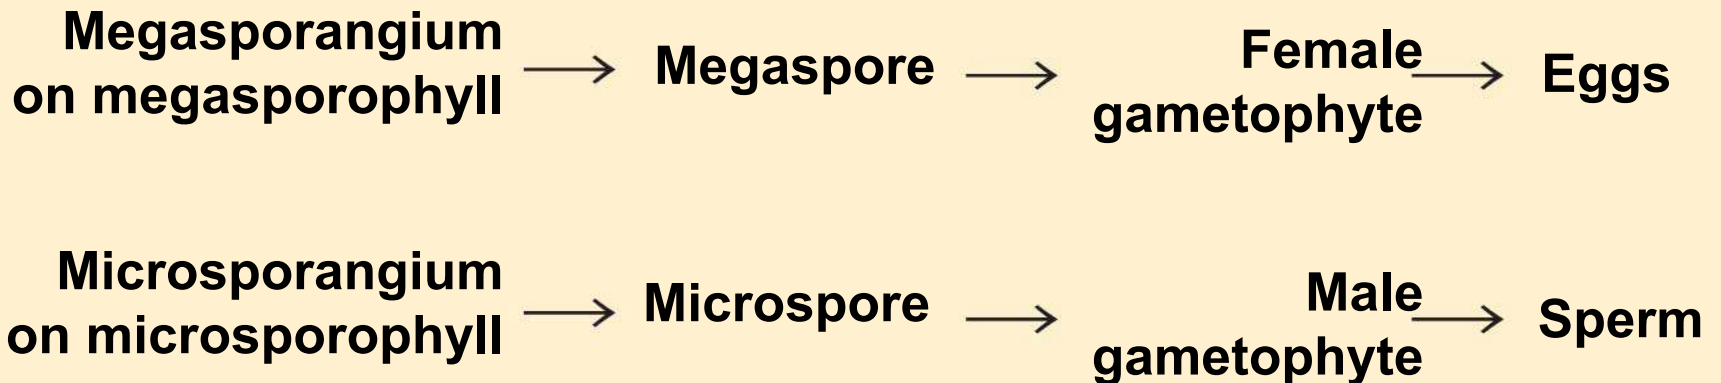 Megasporangium
on megasporophyll
Megaspore
Female
gametophyte
Eggs
Microsporangium
on microsporophyll
Microspore
Male
gametophyte
Sperm